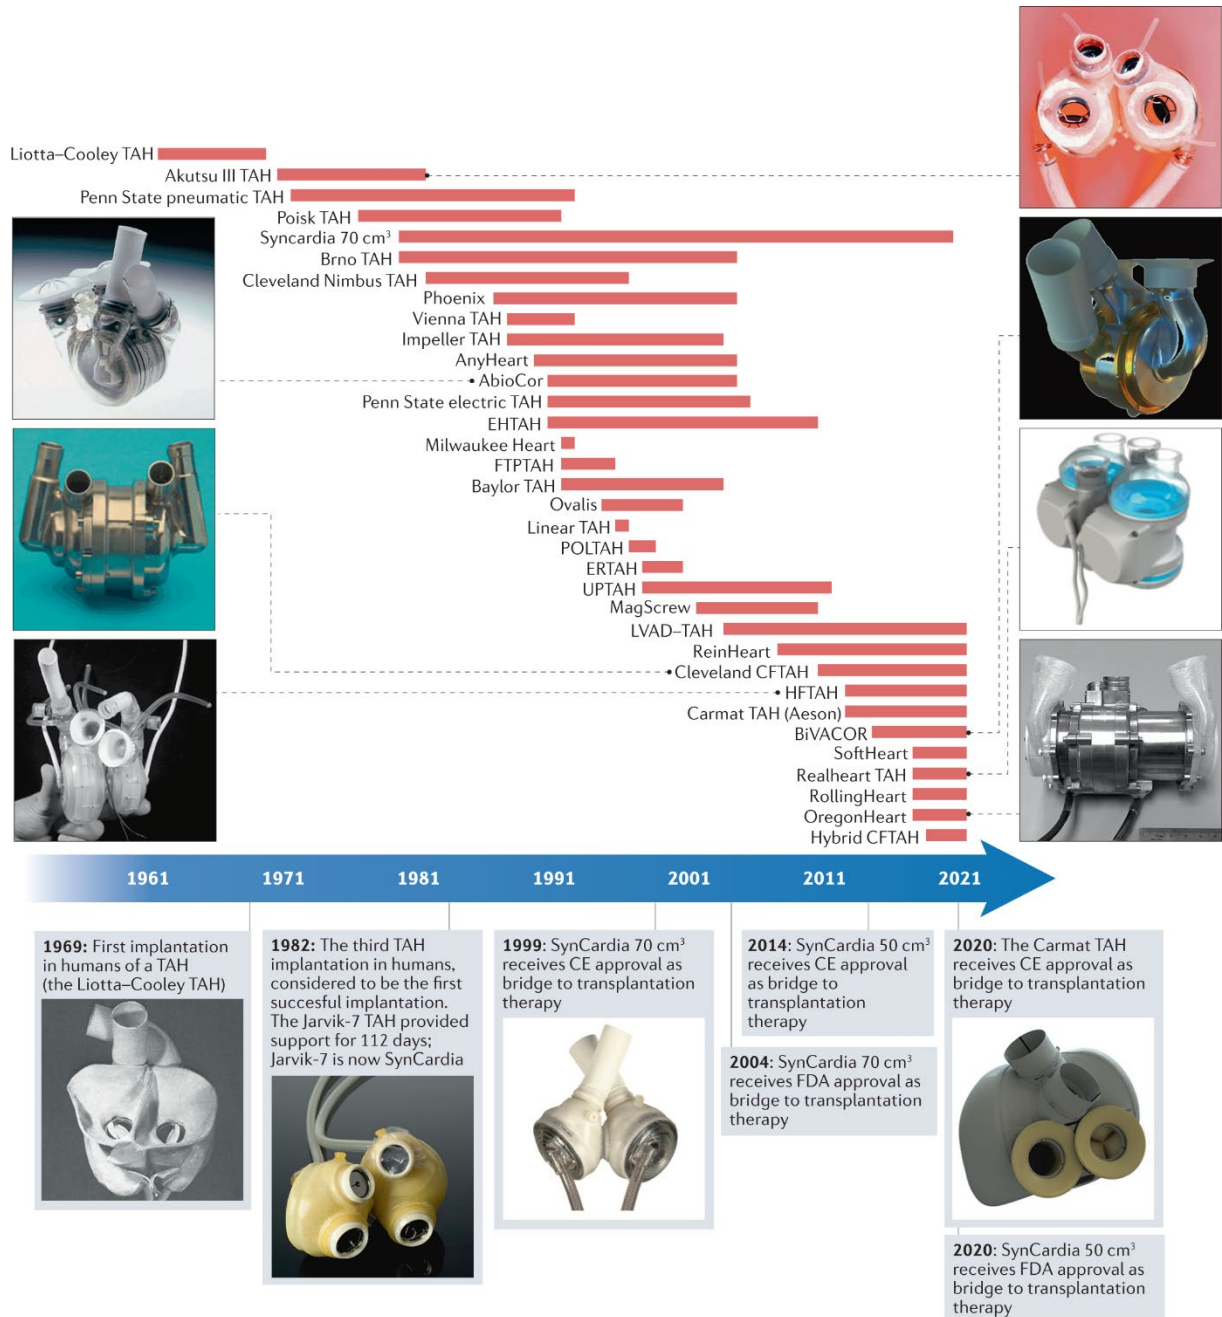 Liotta–Cooley TAH
Akutsu III TAH
Penn State pneumatic TAH
Poisk TAH
Syncardia 70 cm³
Brno TAH
Cleveland Nimbus TAH
Phoenix
Vienna TAH
Impeller TAH
AnyHeart
AbioCor
Penn State electric TAH
EHTAH
Milwaukee Heart
FTPTAH
Baylor TAH
Ovalis
Linear TAH
POLTAH
ERTAH
UPTAH
MagScrew
LVAD–TAH
ReinHeart
Cleveland CFTAH
HFTAH
Carmat TAH (Aeson)
BiVACOR
SoftHeart
Realheart TAH
RollingHeart
OregonHeart
Hybrid CFTAH
1961 1971 1981 1991 2001 2011 2021
1969: First implantation
in humans of a TAH
(the Liotta–Cooley TAH)
1982: The third TAH
implantation in humans,
considered to be the first
succesful implantation.
The Jarvik-7 TAH provided
support for 112 days;
Jarvik-7 is now SynCardia
1999: SynCardia 70 cm³
receives CE approval as
bridge to transplantation
therapy
2014: SynCardia 50 cm³
receives CE approval
as bridge to
transplantation
therapy
2004: SynCardia 70 cm³
receives FDA approval as
bridge to transplantation
therapy
2020: The Carmat TAH
receives CE approval as
bridge to transplantation
therapy
2020: SynCardia 50 cm³
receives FDA approval as
bridge to transplantation
therapy